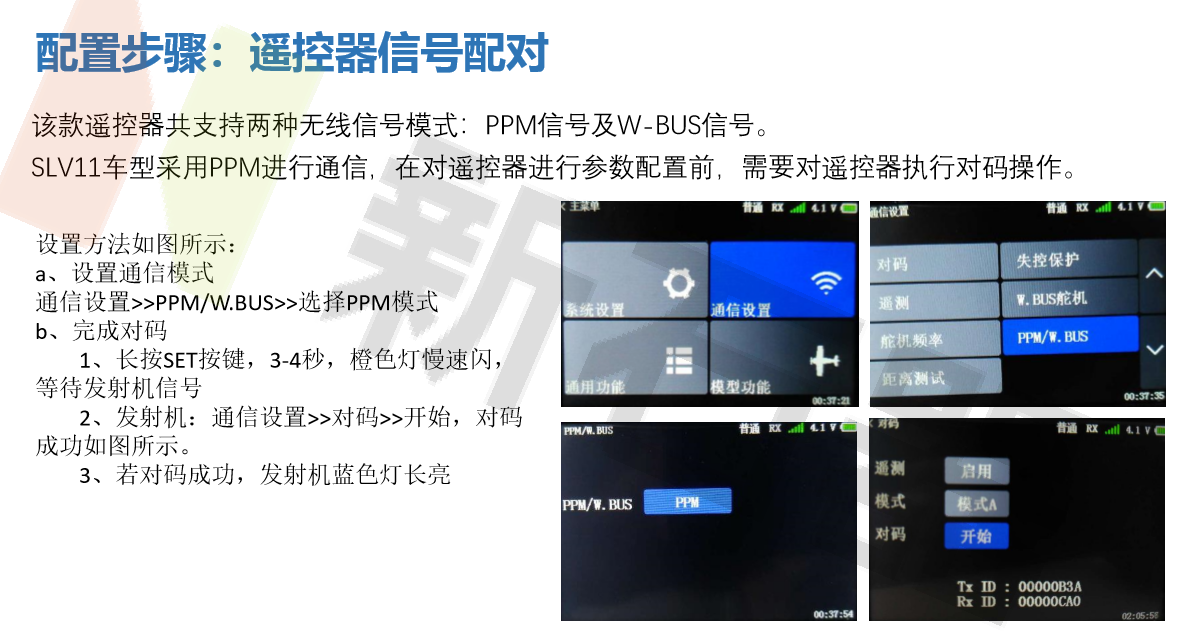 配置步骤：遥控器信号配对
该款遥控器共支持两种无线信号模式：PPM信号及W-BUS信号。
SLV11车型采用PPM进行通信，在对遥控器进行参数配置前，需要对遥控器执行对码操作。
设置方法如图所示：
a、设置通信模式
通信设置>>PPM/W.BUS>>选择PPM模式
b、完成对码
1、长按SET按键，3-4秒，橙色灯慢速闪，
等待发射机信号
2、发射机：通信设置>>对码>>开始，对码
成功如图所示。
3、若对码成功，发射机蓝色灯长亮
主菜单 普通 RX 4.1 V
系统设置 通信设置
通用功能 模型功能
00:37:21
通信设置 普通 RX 4.1 V
对码 失控保护
遥测 W.BUS舵机
舵机频率 PPM/W.BUS
距离测试
00:37:35
PPM/W.BUS 普通 RX 4.1 V
PPM/W.BUS PPM
00:37:54
对码 普通 RX 4.1 V
遥测 启用
模式 模式A
对码 开始
Tx ID : 00000B3A
Rx ID : 00000CA0